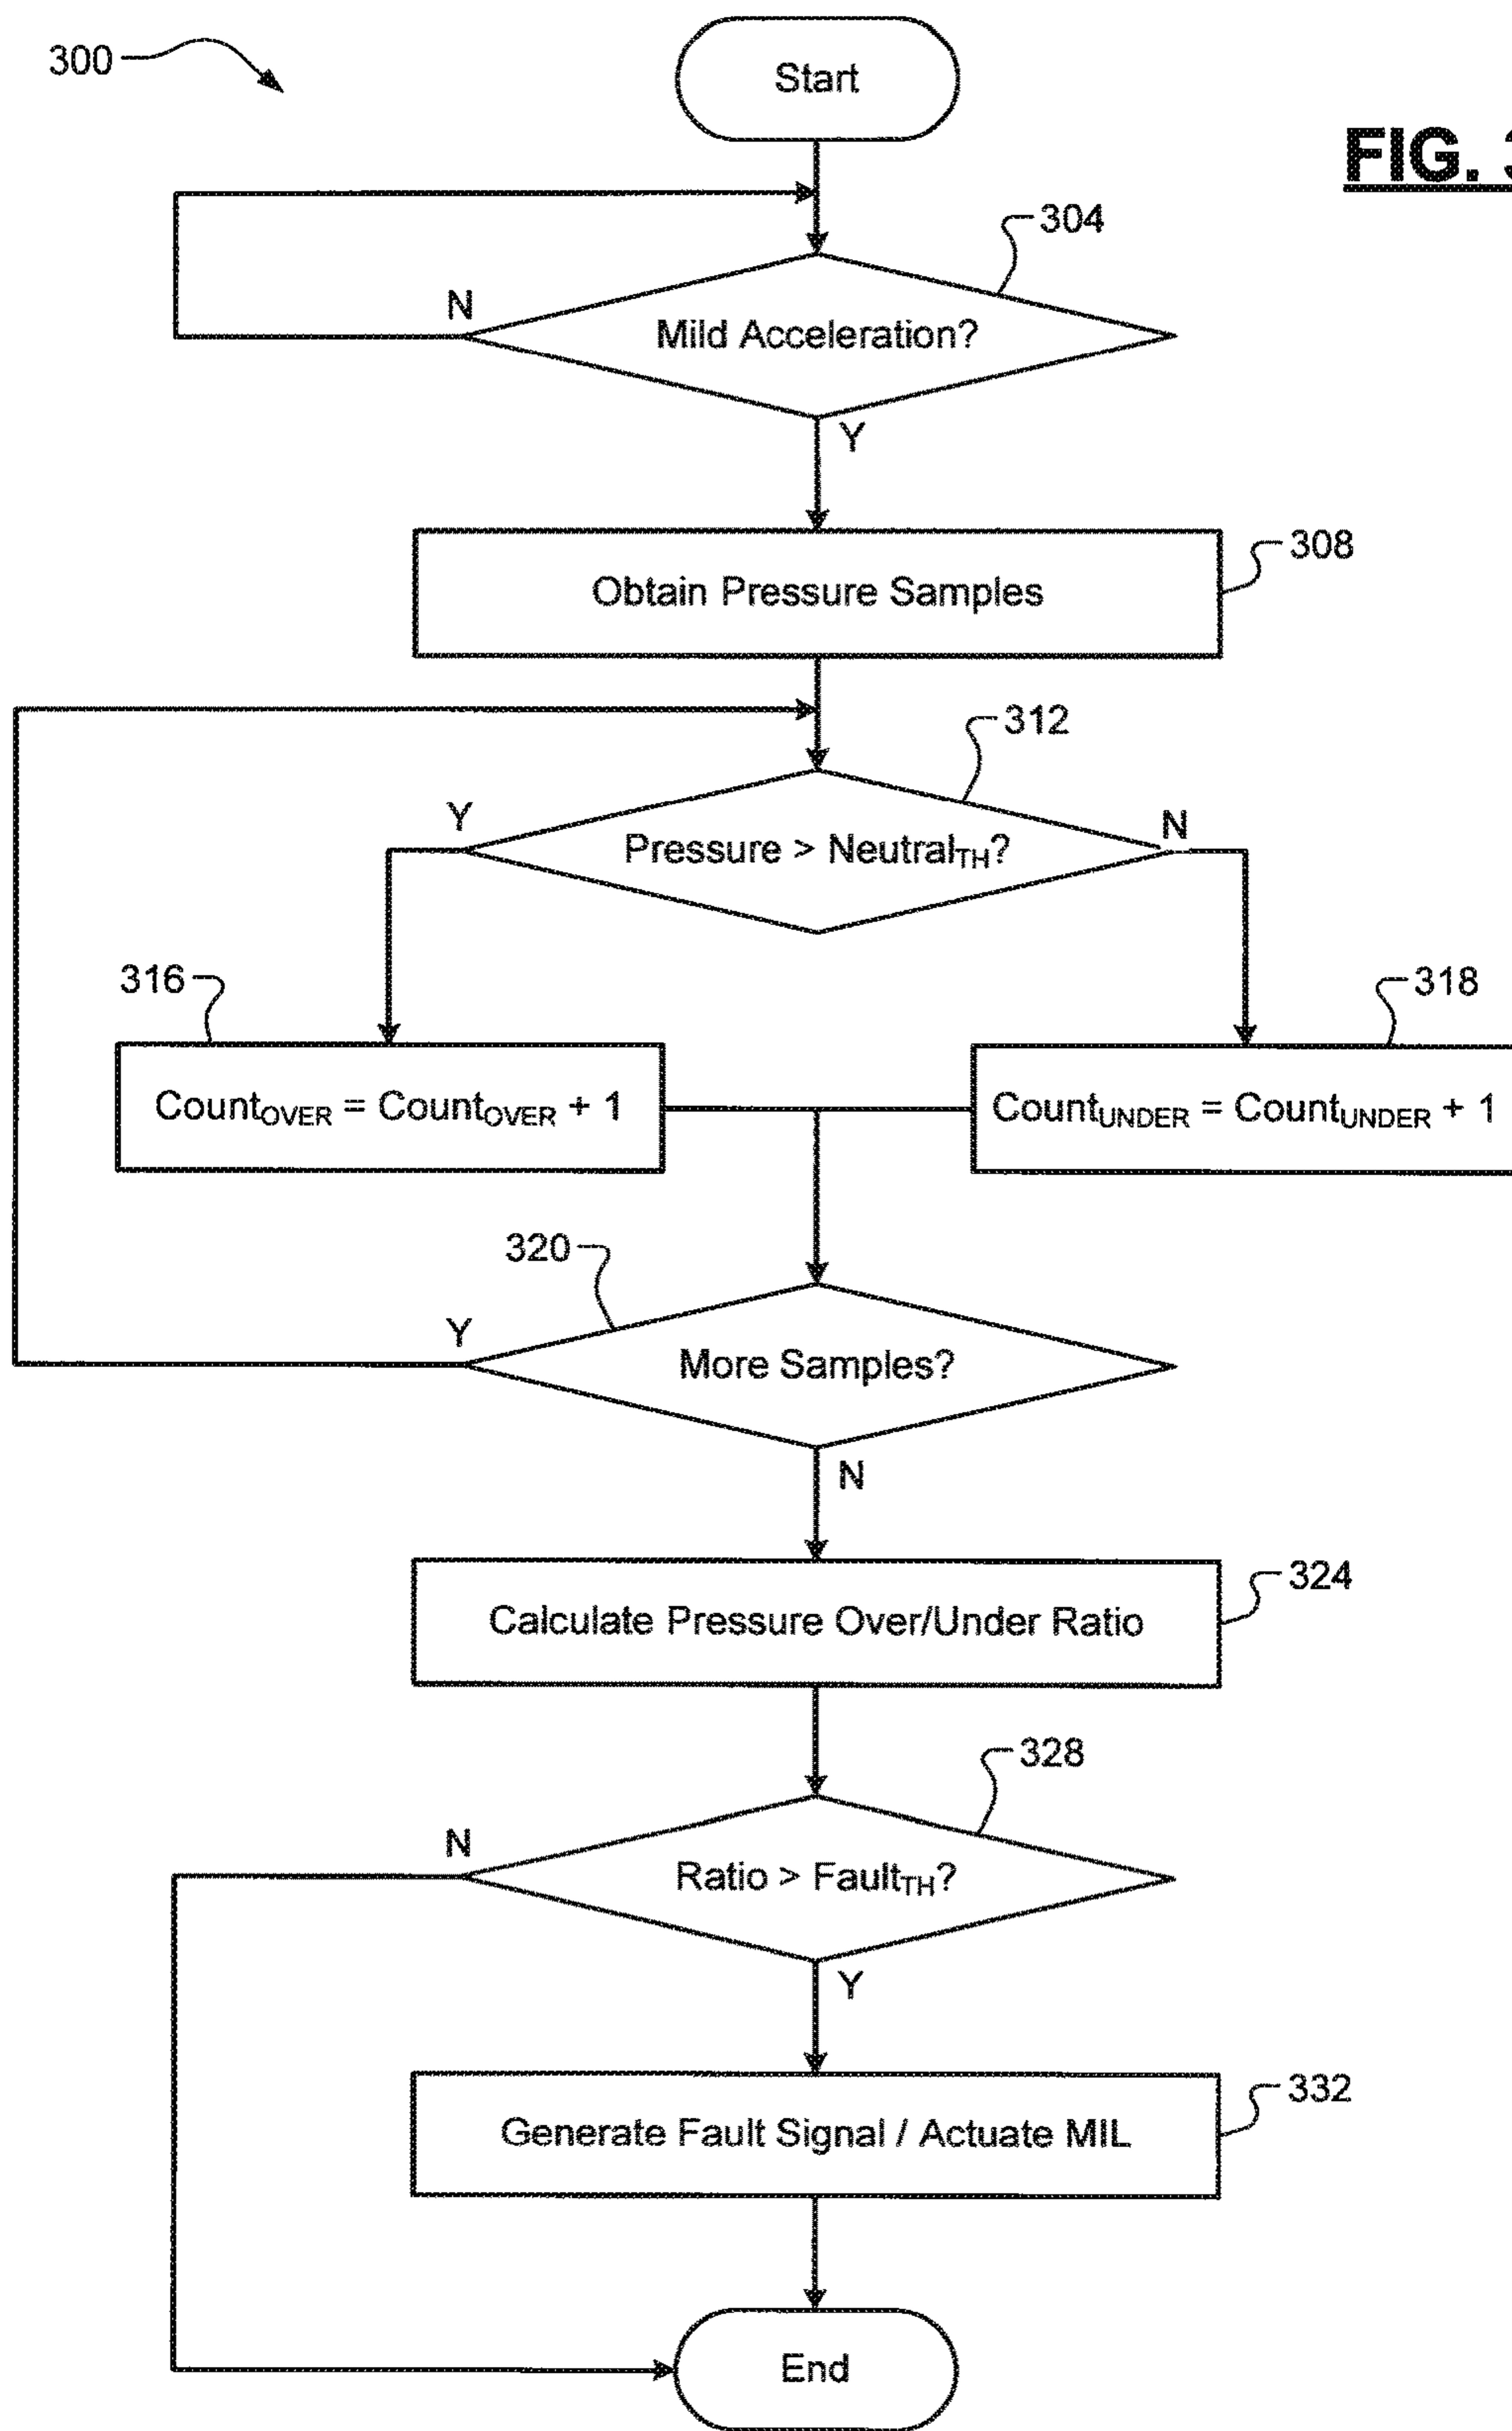 300
Start
FIG. 3
304
N
Mild Acceleration?
Y
308
Obtain Pressure Samples
312
Y
N
Pressure > NeutralTH?
316
318
CountOVER = CountOVER + 1
CountUNDER = CountUNDER + 1
320
Y
More Samples?
N
324
Calculate Pressure Over/Under Ratio
328
N
Ratio > FaultTH?
Y
332
Generate Fault Signal / Actuate MIL
End